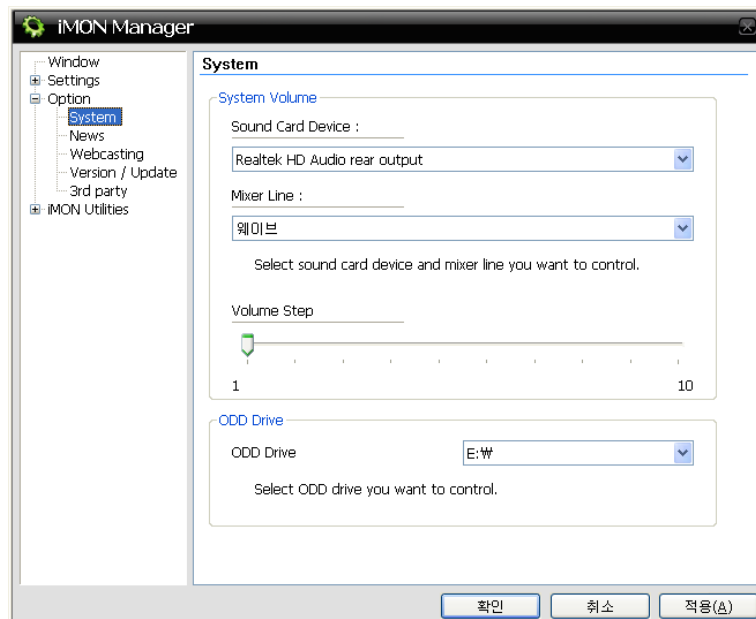 iMON Manager
Window
Settings
Option
System
News
Webcasting
Version / Update
3rd party
iMON Utilities
System
System Volume
Sound Card Device :
Realtek HD Audio rear output
Mixer Line :
웨이브
Select sound card device and mixer line you want to control.
Volume Step
1 10
ODD Drive
ODD Drive E:₩
Select ODD drive you want to control.
확인 취소 적용(A)